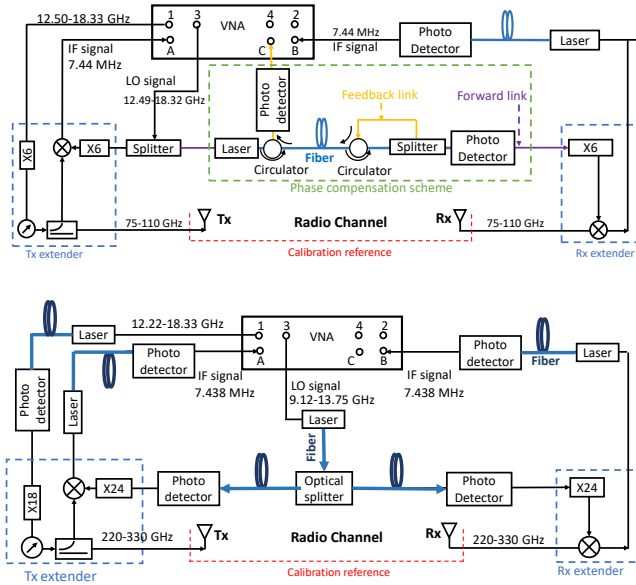 12.50-18.33 GHz
1 3 4 2
VNA
A C B
7.44 MHz
IF signal
Photo
Detector
Laser
IF signal
7.44 MHz
LO signal
12.49-18.32 GHz
Photo
detector
Feedback link
Forward link
X6
X6
Splitter
Laser
Circulator
Fiber
Circulator
Splitter
Photo
Detector
X6
Phase compensation scheme
75-110 GHz
Tx
Radio Channel
Rx
75-110 GHz
Tx extender
Calibration reference
Rx extender
Laser
12.22-18.33 GHz
1 3 4 2
VNA
A C B
Photo
detector
IF signal
7.438 MHz
LO signal
9.12-13.75 GHz
IF signal
7.438 MHz
Photo
detector
Fiber
Laser
Photo
detector
Laser
Laser
Fiber
X18
X24
Photo
detector
Optical
splitter
Photo
Detector
X24
220-330 GHz
Tx
Radio Channel
Rx
220-330 GHz
Tx extender
Calibration reference
Rx extender